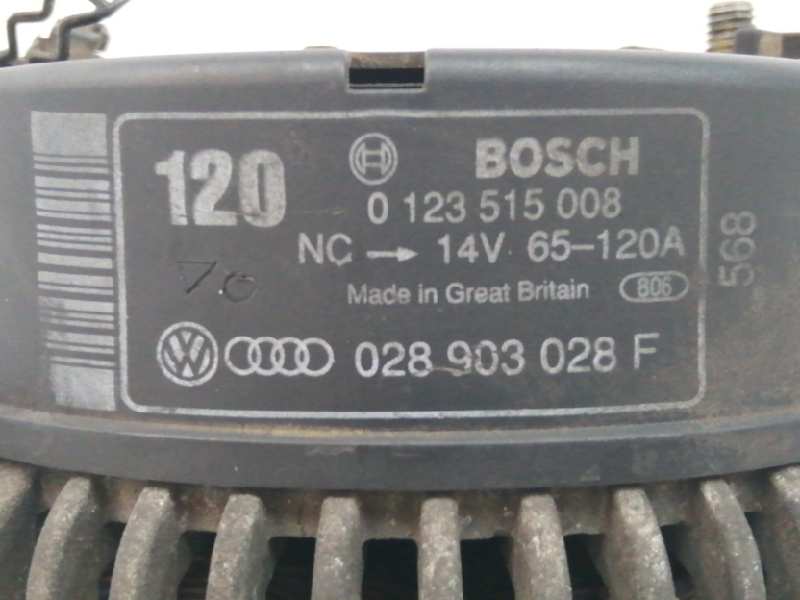 120 BOSCH
0 123 515 008
NC → 14V 65-120A
Made in Great Britain 806
028 903 028 F
568